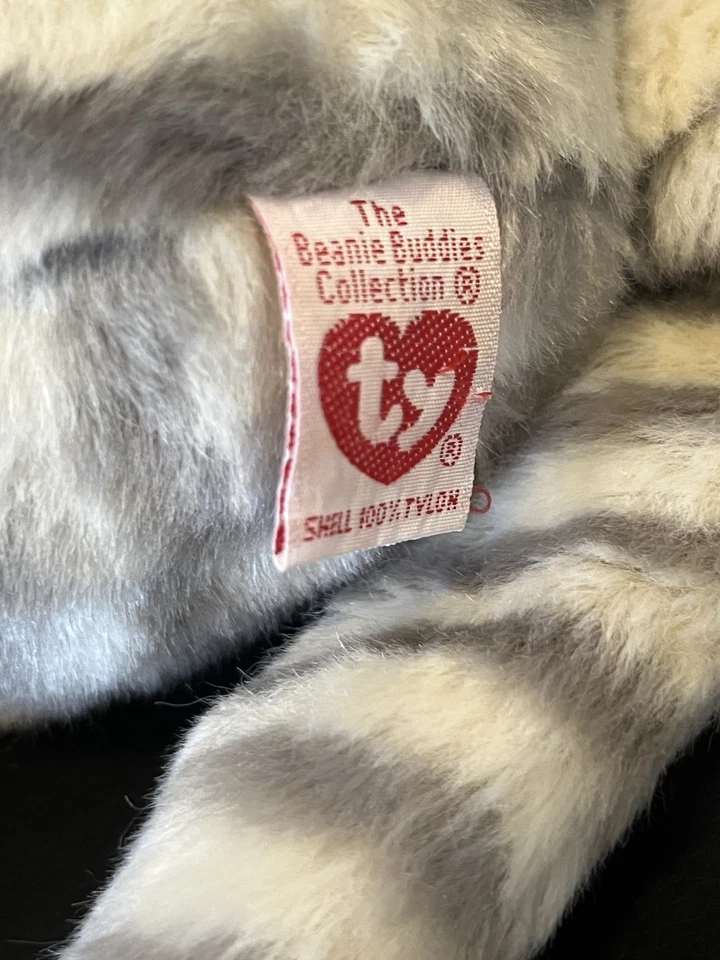 The
Beanie Buddies
Collection ®
ty
®
SHELL 100% TYLON